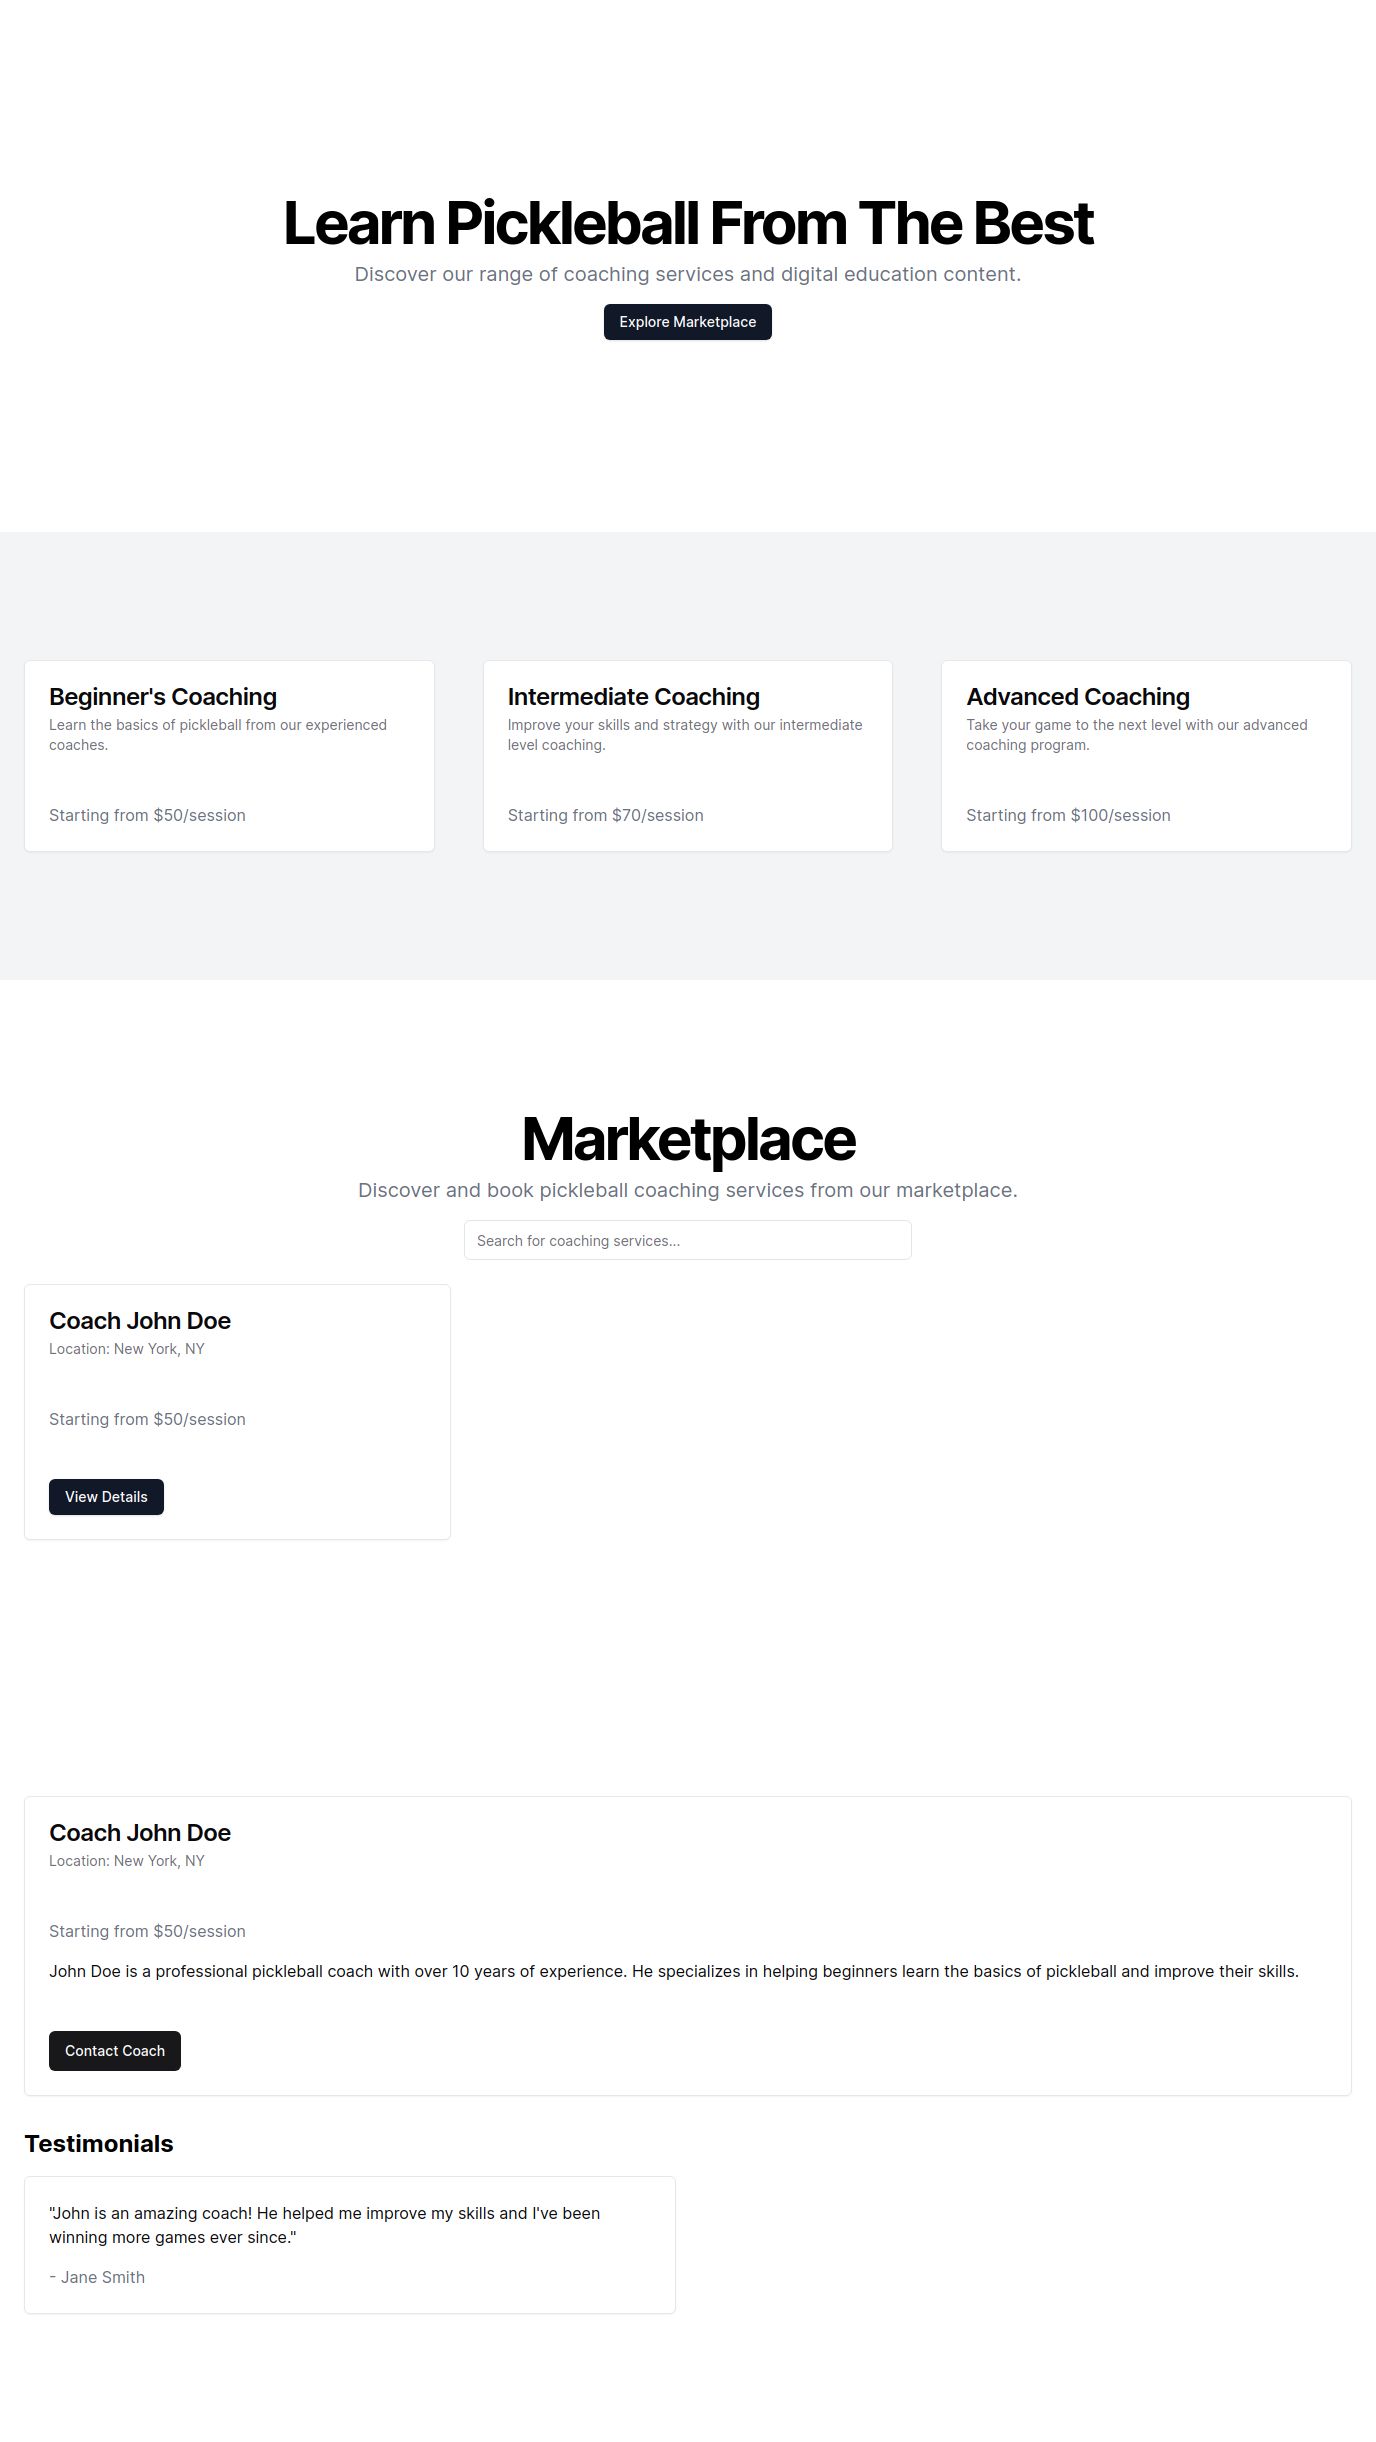 Learn Pickleball From The Best
Discover our range of coaching services and digital education content.
Explore Marketplace
Beginner's Coaching
Learn the basics of pickleball from our experienced
coaches.
Starting from $50/session
Intermediate Coaching
Improve your skills and strategy with our intermediate
level coaching.
Starting from $70/session
Advanced Coaching
Take your game to the next level with our advanced
coaching program.
Starting from $100/session
Marketplace
Discover and book pickleball coaching services from our marketplace.
Search for coaching services...
Coach John Doe
Location: New York, NY
Starting from $50/session
View Details
Coach John Doe
Location: New York, NY
Starting from $50/session
John Doe is a professional pickleball coach with over 10 years of experience. He specializes in helping beginners learn the basics of pickleball and improve their skills.
Contact Coach
Testimonials
"John is an amazing coach! He helped me improve my skills and I've been
winning more games ever since."
- Jane Smith